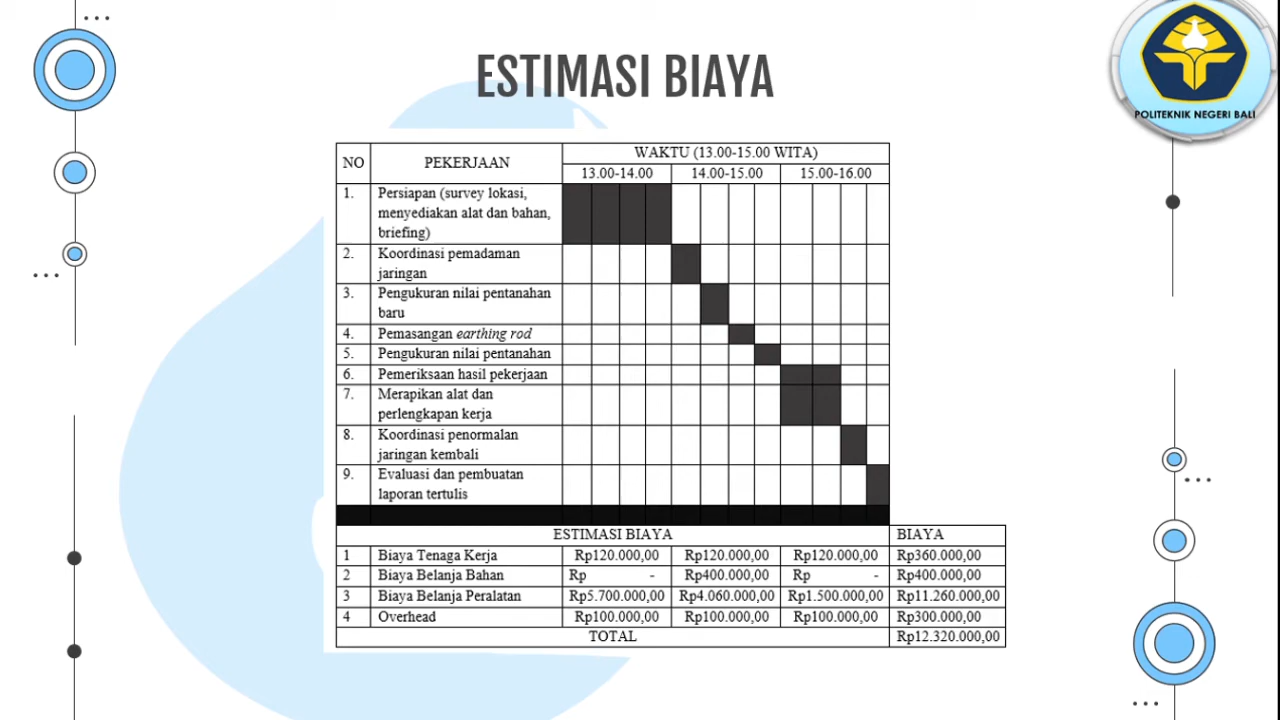 ESTIMASI BIAYA
POLITEKNIK NEGERI BALI
NO PEKERJAAN WAKTU (13.00-15.00 WITA)
13.00-14.00 14.00-15.00 15.00-16.00
1. Persiapan (survey lokasi,
menyediakan alat dan bahan,
briefing)
2. Koordinasi pemadaman
jaringan
3. Pengukuran nilai pentanahan
baru
4. Pemasangan earthing rod
5. Pengukuran nilai pentanahan
6. Pemeriksaan hasil pekerjaan
7. Merapikan alat dan
perlengkapan kerja
8. Koordinasi penormalan
jaringan kembali
9. Evaluasi dan pembuatan
laporan tertulis
ESTIMASI BIAYA BIAYA
1 Biaya Tenaga Kerja Rp120.000,00 Rp120.000,00 Rp120.000,00 Rp360.000,00
2 Biaya Belanja Bahan Rp - Rp400.000,00 Rp - Rp400.000,00
3 Biaya Belanja Peralatan Rp5.700.000,00 Rp4.060.000,00 Rp1.500.000,00 Rp11.260.000,00
4 Overhead Rp100.000,00 Rp100.000,00 Rp100.000,00 Rp300.000,00
TOTAL Rp12.320.000,00